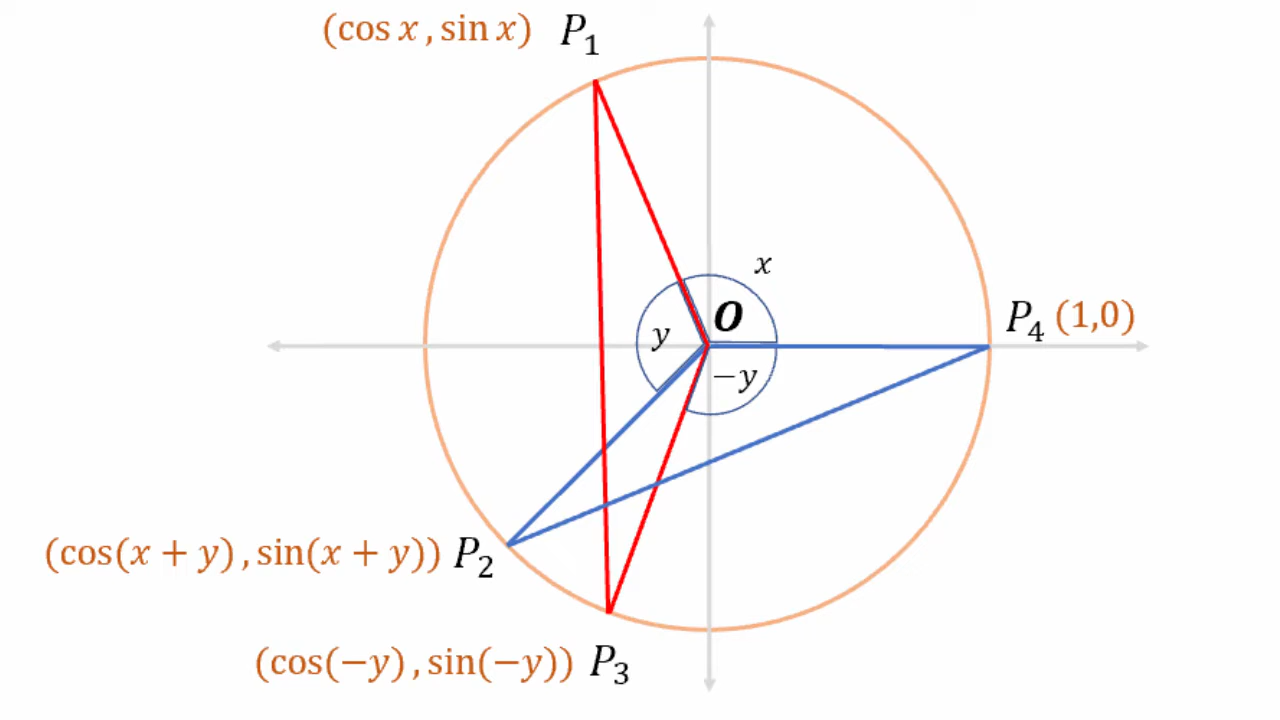 (cos x , sin x) P₁
x
O
P₄ (1,0)
y
−y
(cos(x + y) , sin(x + y)) P₂
(cos(−y) , sin(−y)) P₃